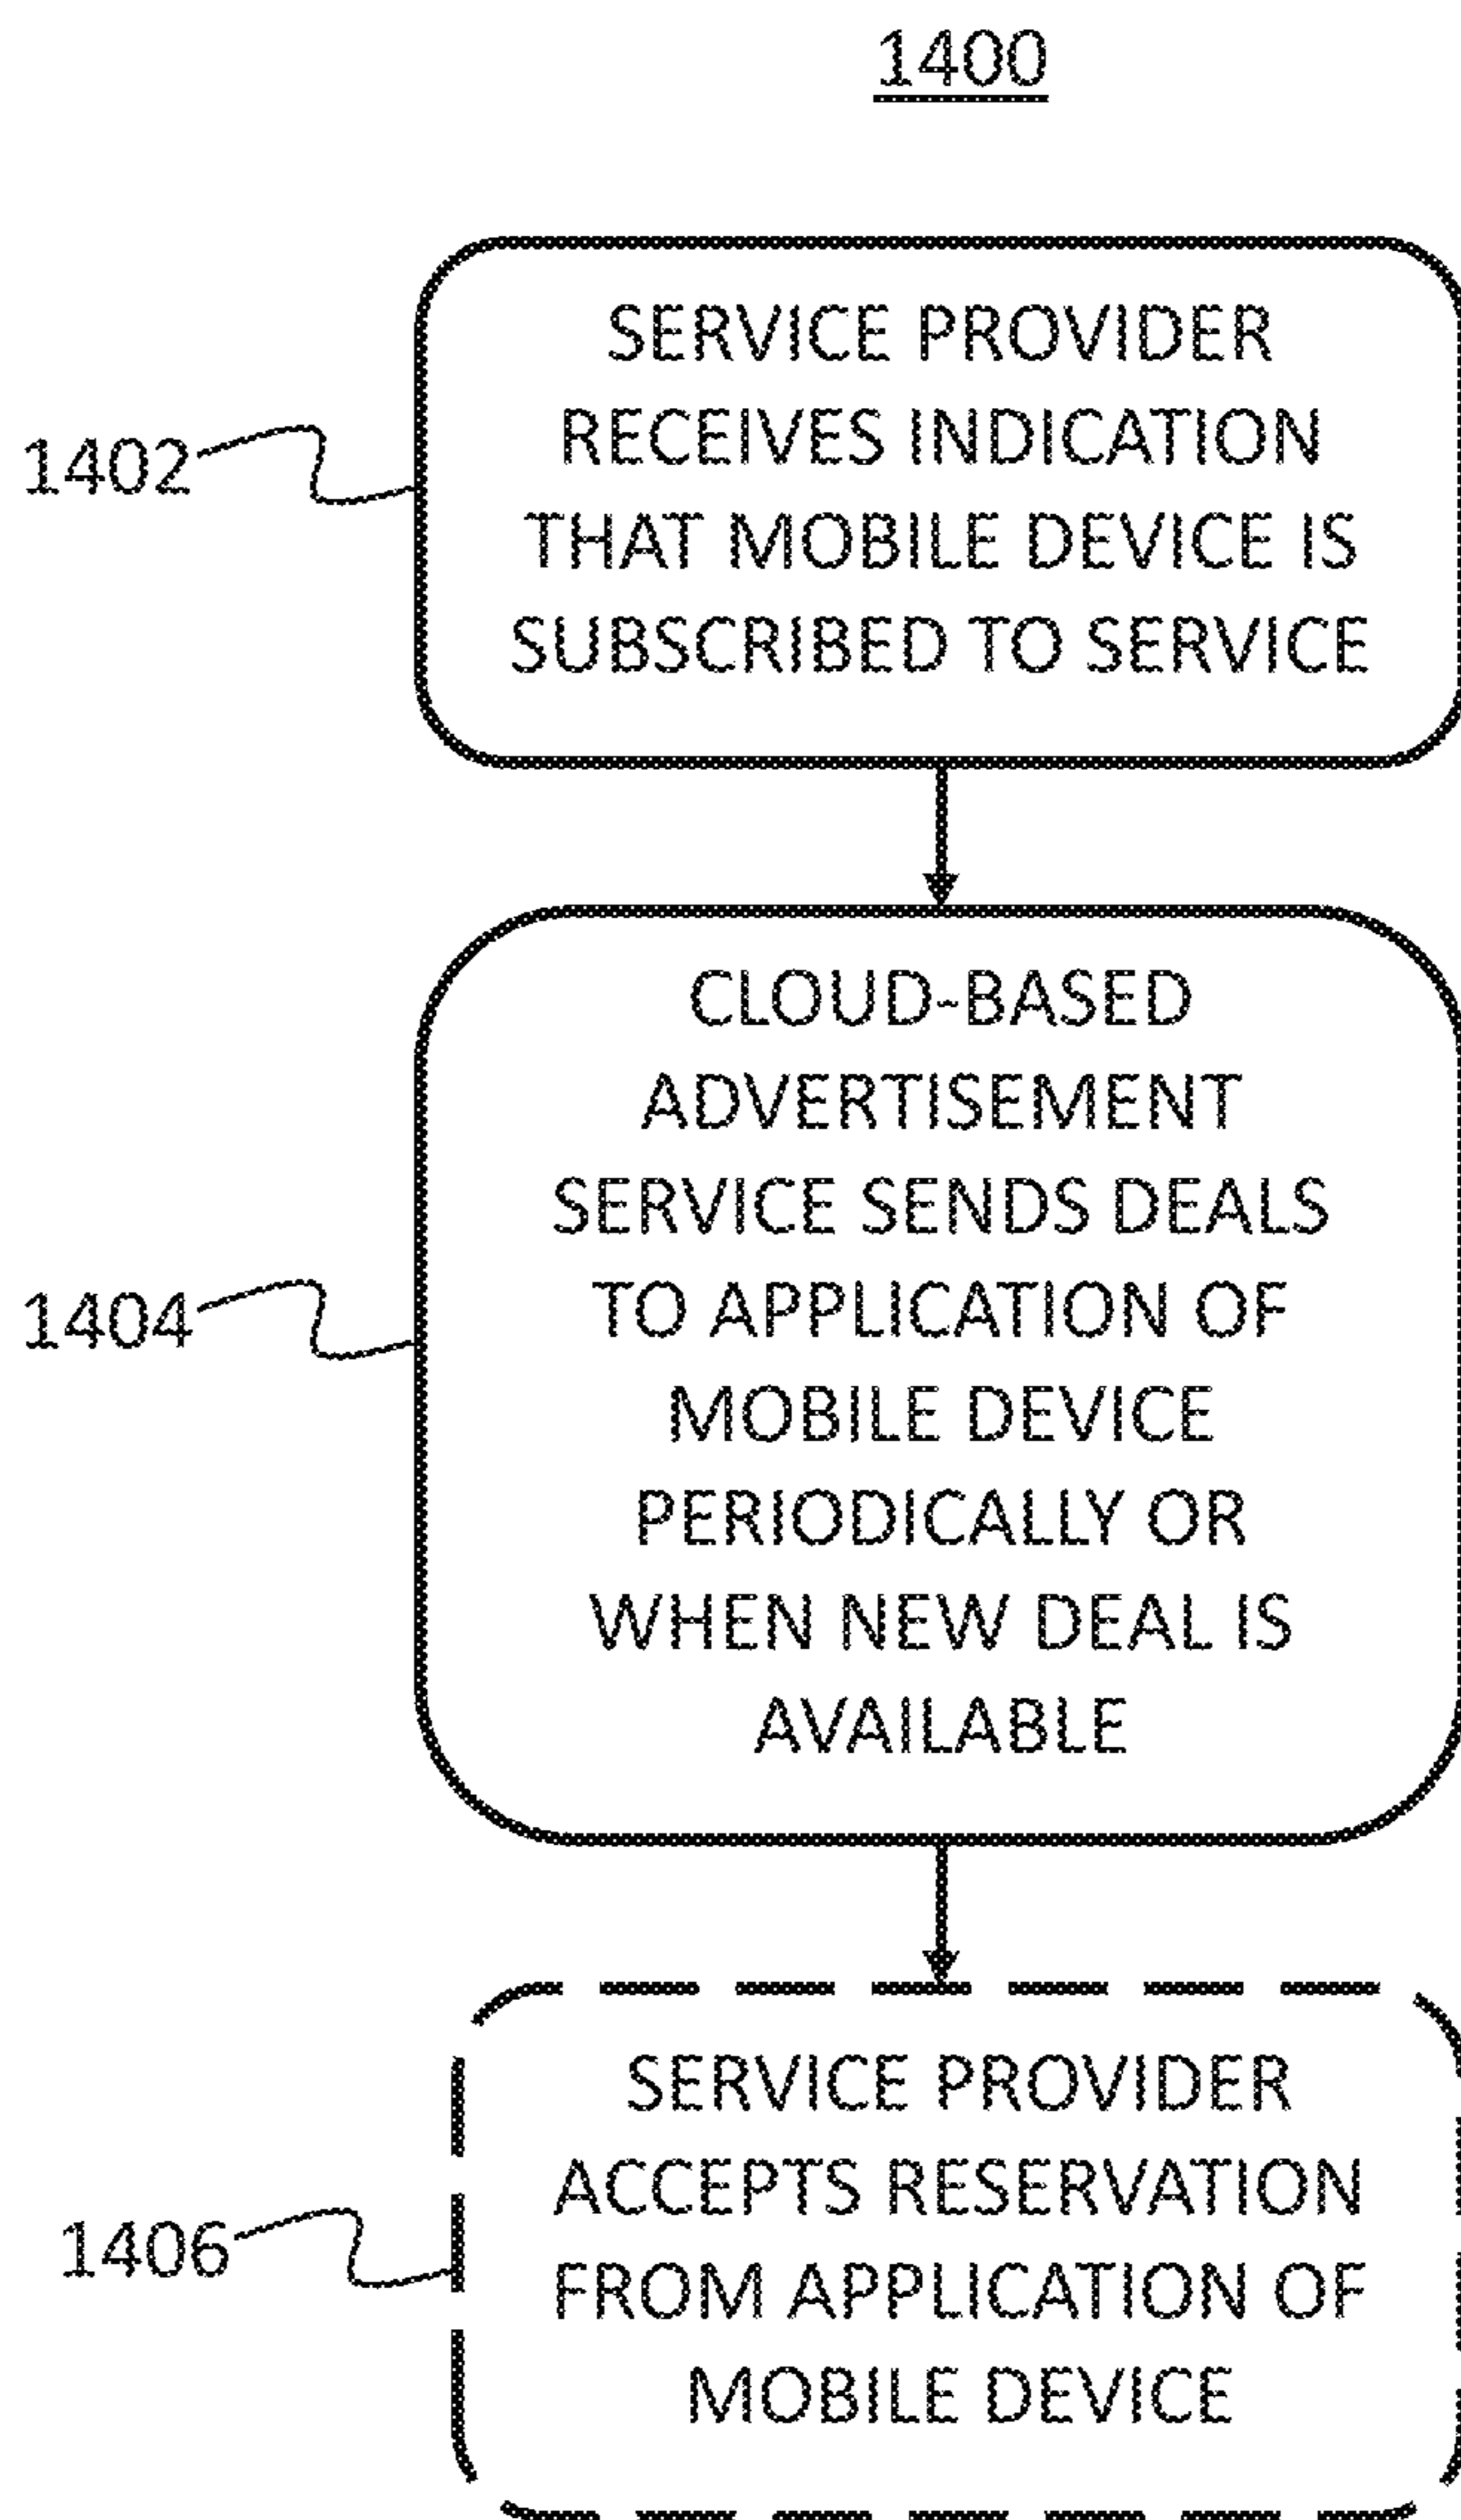 1400
1402
SERVICE PROVIDER
RECEIVES INDICATION
THAT MOBILE DEVICE IS
SUBSCRIBED TO SERVICE
1404
CLOUD-BASED
ADVERTISEMENT
SERVICE SENDS DEALS
TO APPLICATION OF
MOBILE DEVICE
PERIODICALLY OR
WHEN NEW DEAL IS
AVAILABLE
1406
SERVICE PROVIDER
ACCEPTS RESERVATION
FROM APPLICATION OF
MOBILE DEVICE